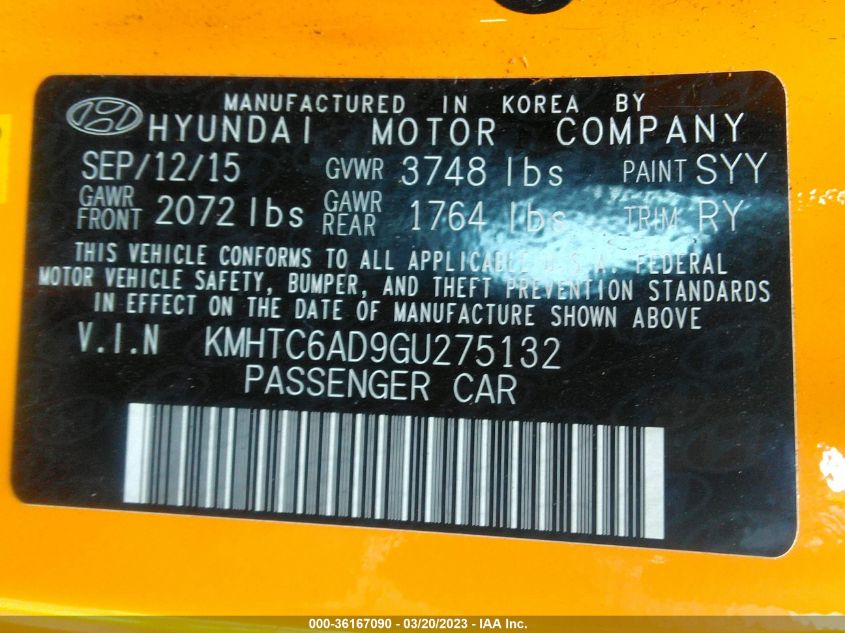 MANUFACTURED IN KOREA BY
HYUNDAI MOTOR COMPANY
SEP/12/15 GVWR 3748 lbs PAINT SYY
GAWR FRONT 2072 lbs GAWR REAR 1764 lbs TRIM RY
THIS VEHICLE CONFORMS TO ALL APPLICABLE U.S.A. FEDERAL
MOTOR VEHICLE SAFETY, BUMPER, AND THEFT PREVENTION STANDARDS
IN EFFECT ON THE DATE OF MANUFACTURE SHOWN ABOVE
V.I.N KMHTC6AD9GU275132
PASSENGER CAR
000-36167090 - 03/20/2023 - IAA Inc.